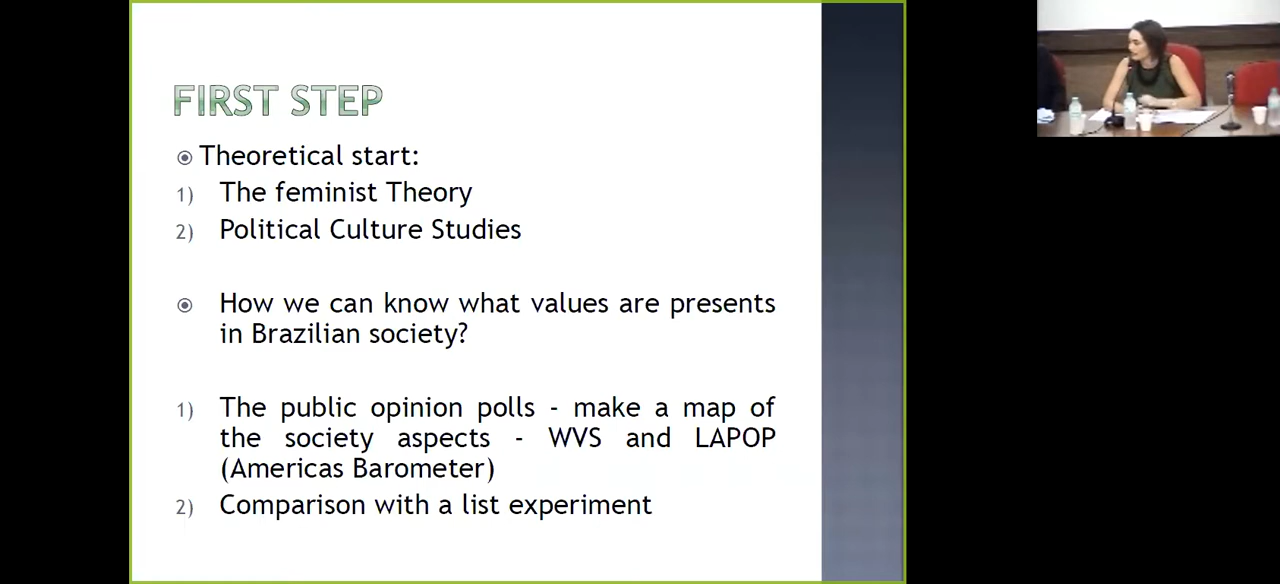 FIRST STEP
Theoretical start:
1) The feminist Theory
2) Political Culture Studies
How we can know what values are presents
in Brazilian society?
1) The public opinion polls - make a map of
the society aspects - WVS and LAPOP
(Americas Barometer)
2) Comparison with a list experiment